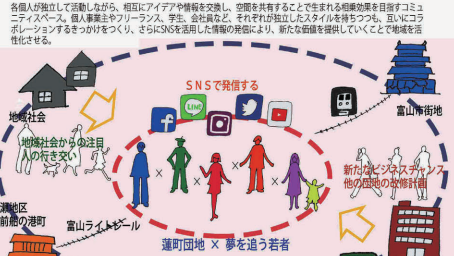 各個人が独立して活動しながら、相互にアイデアや情報を交換し、空間を共有することで生まれる相乗効果を目指すコミュ
ニティスペース。個人事業主やフリーランス、学生、会社員など、それぞれが独立したスタイルを持ちつつも、互いにコラ
ボレーションするきっかけをつくり、さらにSNSを活用した情報の発信により、新たな価値を提供していくことで地域を活
性化させる。
SNSで発信する
LINE
地域社会
富山市街地
地域社会からの注目
人の行き交い
新たなビジネスチャンス
他の団地の改修計画
瀬地区
前船の港町
富山ライトレール
蓮町団地 × 夢を追う若者